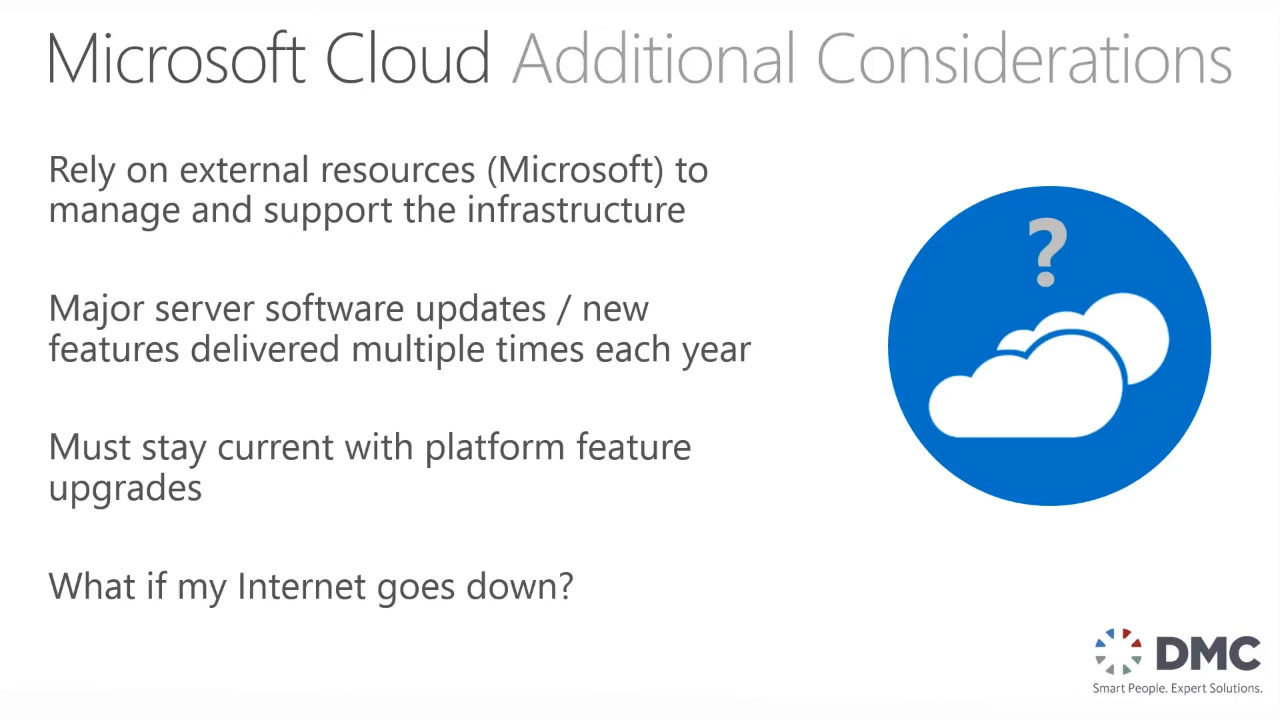 Microsoft Cloud Additional Considerations
Rely on external resources (Microsoft) to
manage and support the infrastructure
Major server software updates / new
features delivered multiple times each year
Must stay current with platform feature
upgrades
What if my Internet goes down?
?
DMC
Smart People. Expert Solutions.